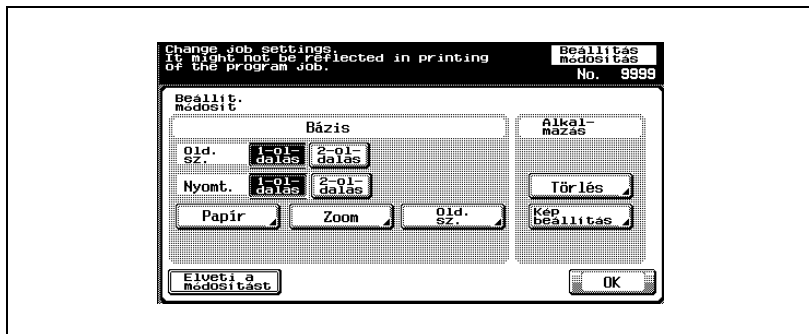 Change job settings.
It might not be reflected in printing
of the program job.
Beállítás
módosítás
No. 9999
Beállít.
módosít
Bázis
Alkal-
mazás
Old.
sz.
1-ol-
dalas
2-ol-
dalas
Nyomt.
1-ol-
dalas
2-ol-
dalas
Törlés
Papír
Zoom
Old.
sz.
Kép
beállítás
Elveti a
módosítást
OK